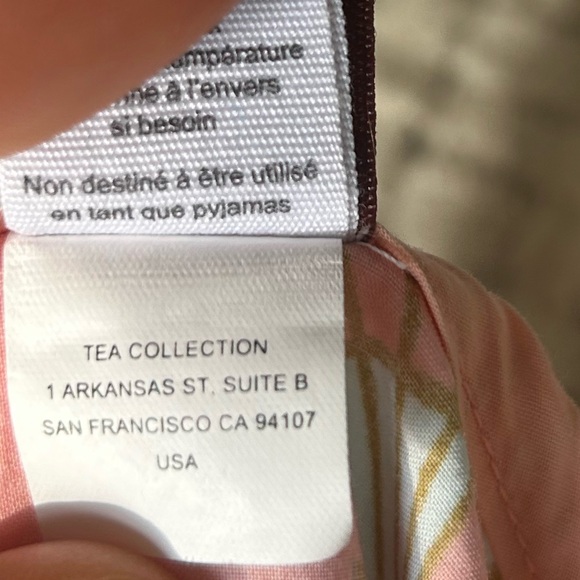 à l'envers
si besoin
Non destiné à être utilisé
en tant que pyjamas
TEA COLLECTION
1 ARKANSAS ST, SUITE B
SAN FRANCISCO CA 94107
USA